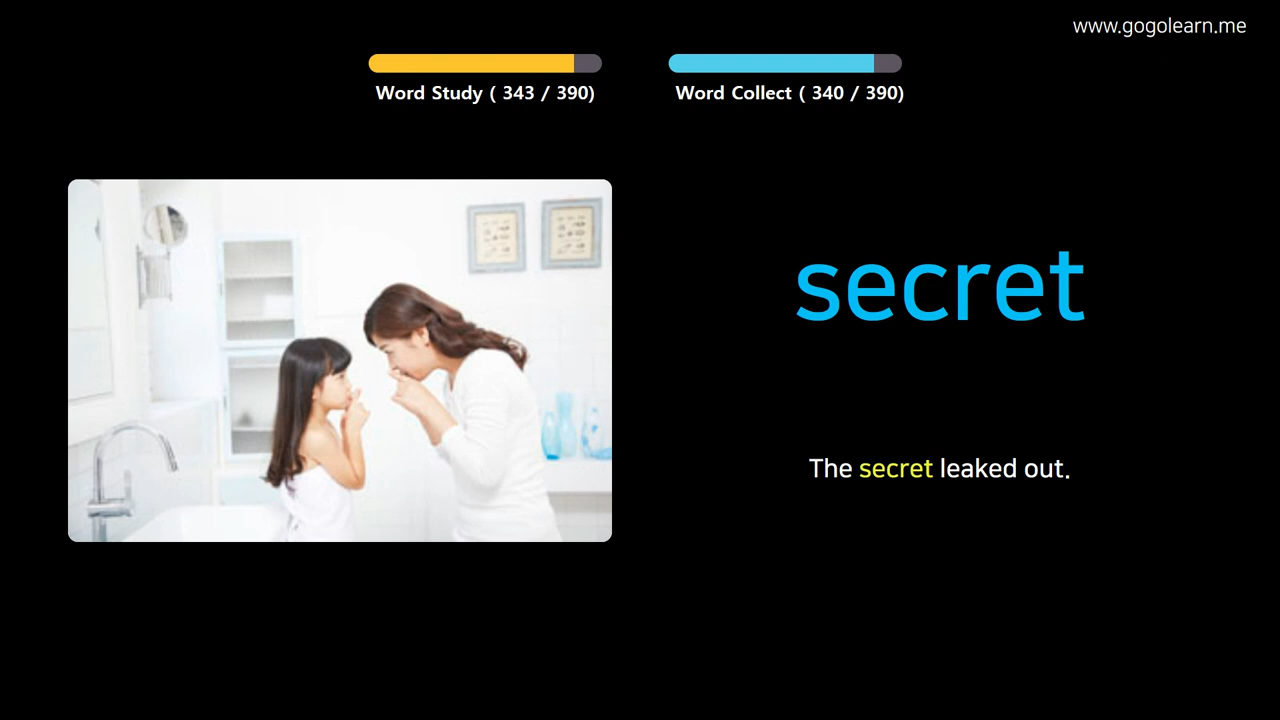 www.gogolearn.me
Word Study ( 343 / 390)
Word Collect ( 340 / 390)
secret
The secret leaked out.